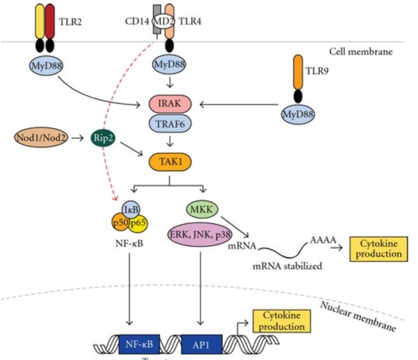 TLR2
CD14 MD2 TLR4
Cell membrane
MyD88
MyD88
TLR9
MyD88
IRAK
TRAF6
Nod1/Nod2
Rip2
TAK1
IκB
p50 p65
NF-κB
MKK
ERK, JNK, p38
mRNA
AAAA
mRNA stabilized
Cytokine
production
Nuclear membrane
Cytokine
production
NF-κB
AP1